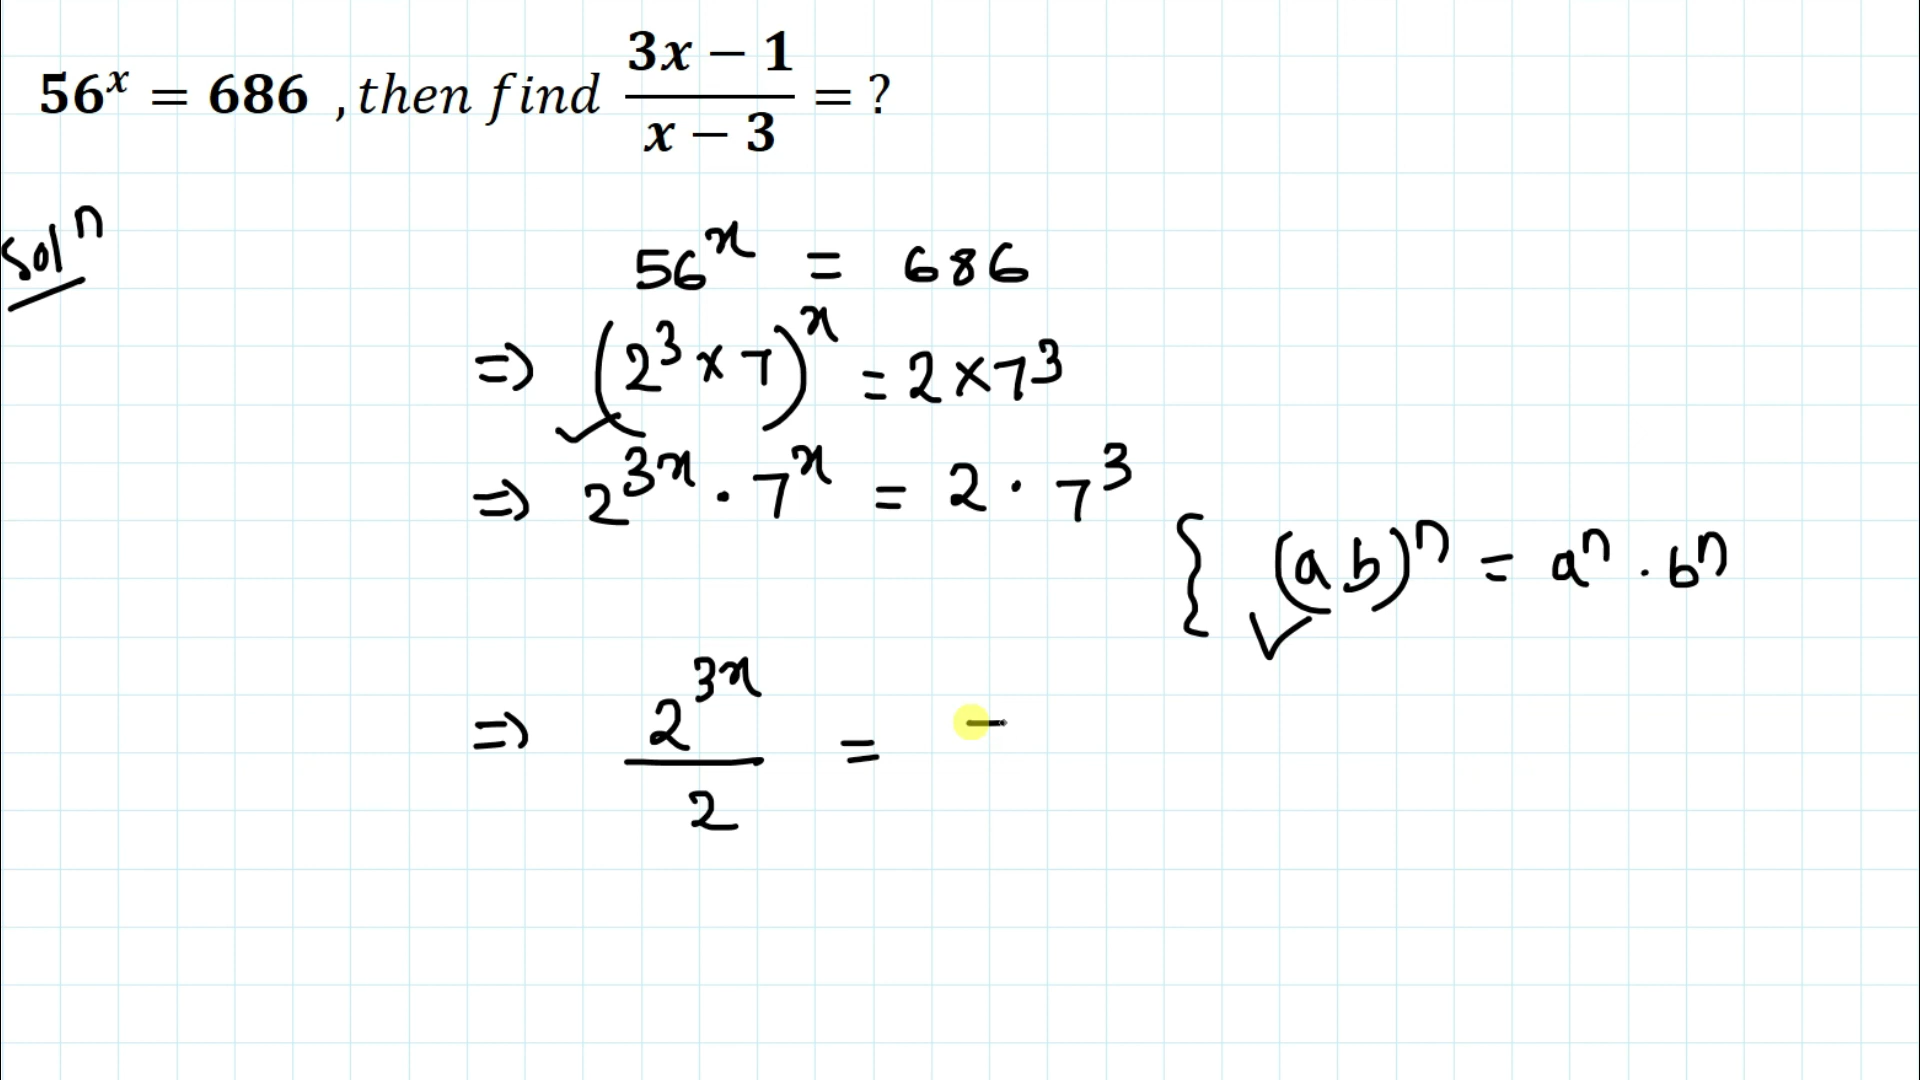 56^x = 686 , then find (3x − 1)/(x − 3) = ?
Solⁿ
56^x = 686
=> (2^3 × 7)^x = 2 × 7^3
=> 2^{3x} · 7^x = 2 · 7^3
{ (ab)^n = a^n · b^n
=> 2^{3x}/2 =